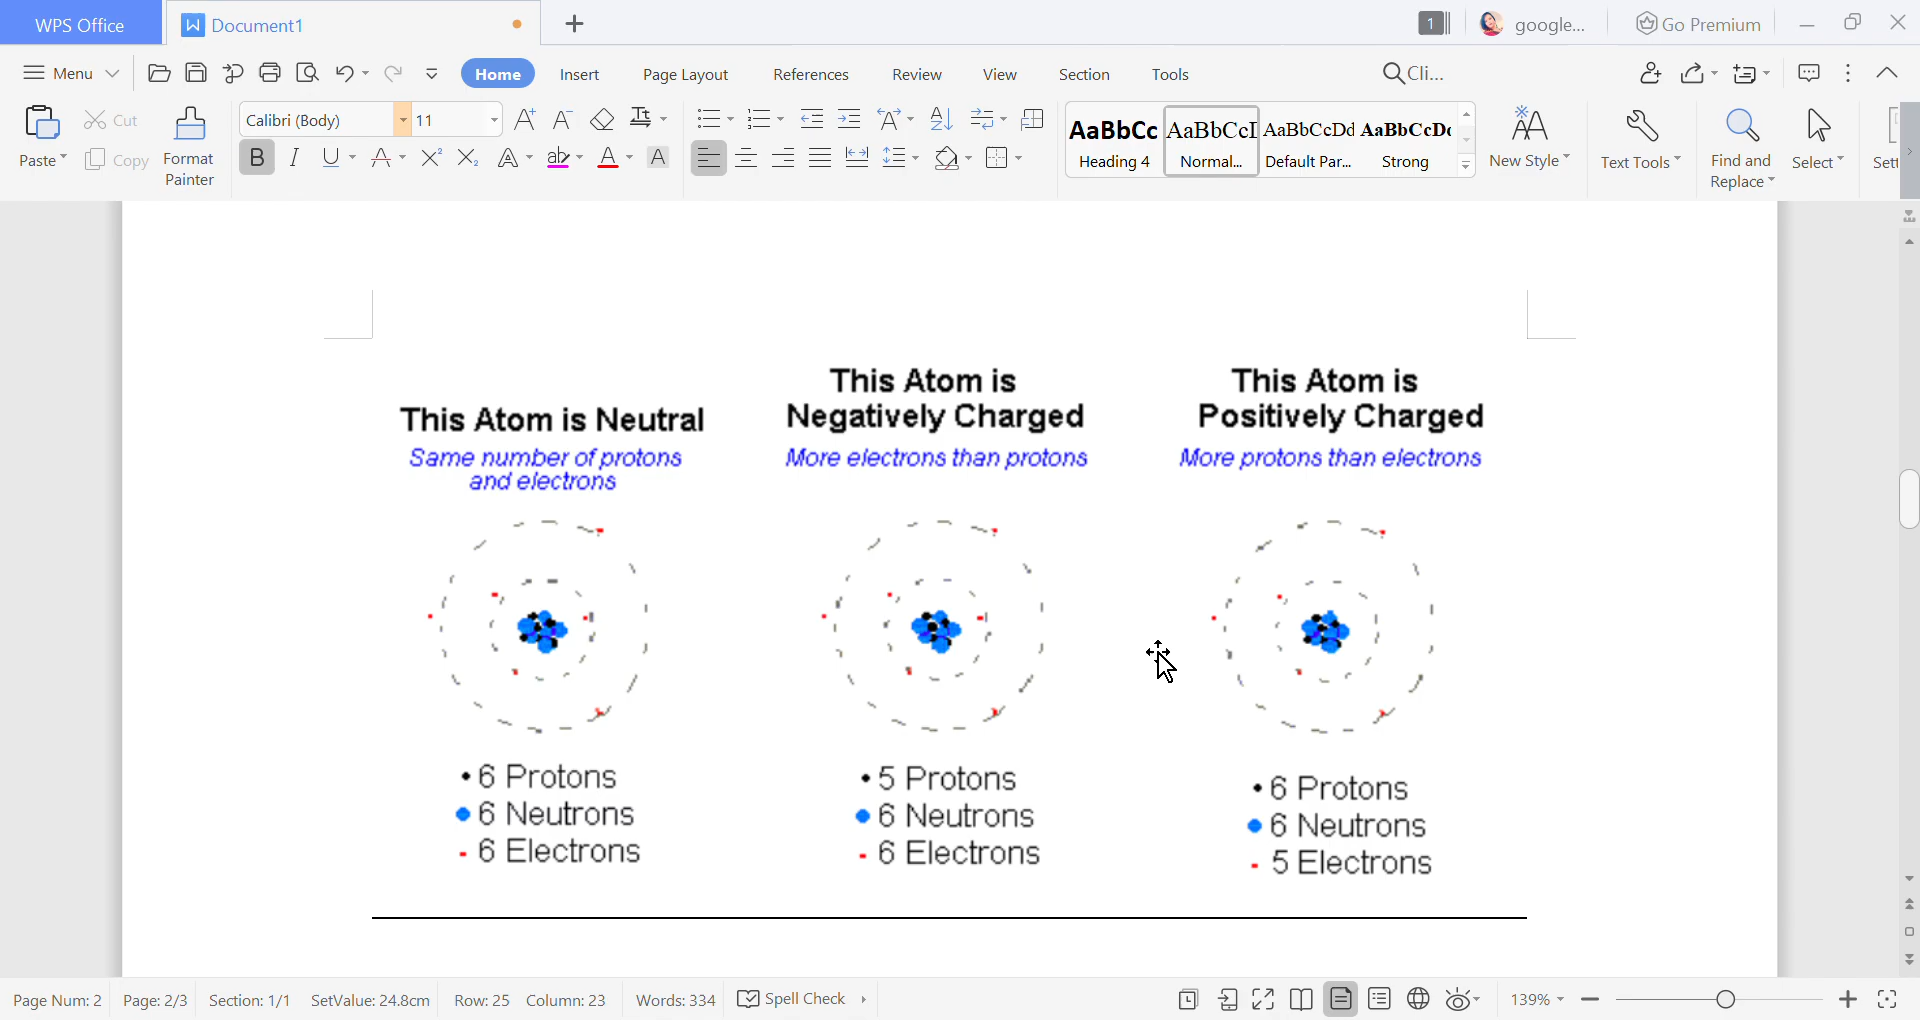 WPS Office
Document1
1
google...
Go Premium
Menu
Home
Insert
Page Layout
References
Review
View
Section
Tools
Cli...
Paste
Cut
Copy
Format
Painter
Calibri (Body)
11
AaBbCc
Heading 4
AaBbCcI
Normal...
AaBbCcDd
Default Par...
AaBbCcD
Strong
New Style
Text Tools
Find and
Replace
Select
Sett
This Atom is Neutral
Same number of protons
and electrons
• 6 Protons
6 Neutrons
- 6 Electrons
This Atom is
Negatively Charged
More electrons than protons
• 5 Protons
6 Neutrons
- 6 Electrons
This Atom is
Positively Charged
More protons than electrons
• 6 Protons
6 Neutrons
- 5 Electrons
Page Num: 2
Page: 2/3
Section: 1/1
SetValue: 24.8cm
Row: 25
Column: 23
Words: 334
Spell Check
139%